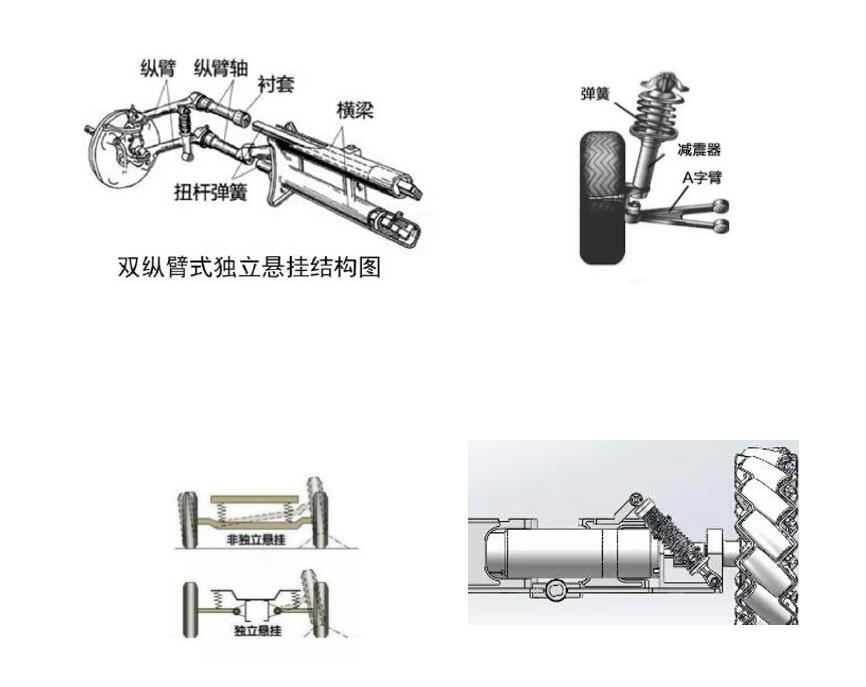 纵臂
纵臂轴
衬套
横梁
扭杆弹簧
双纵臂式独立悬挂结构图
弹簧
减震器
A字臂
非独立悬挂
独立悬挂